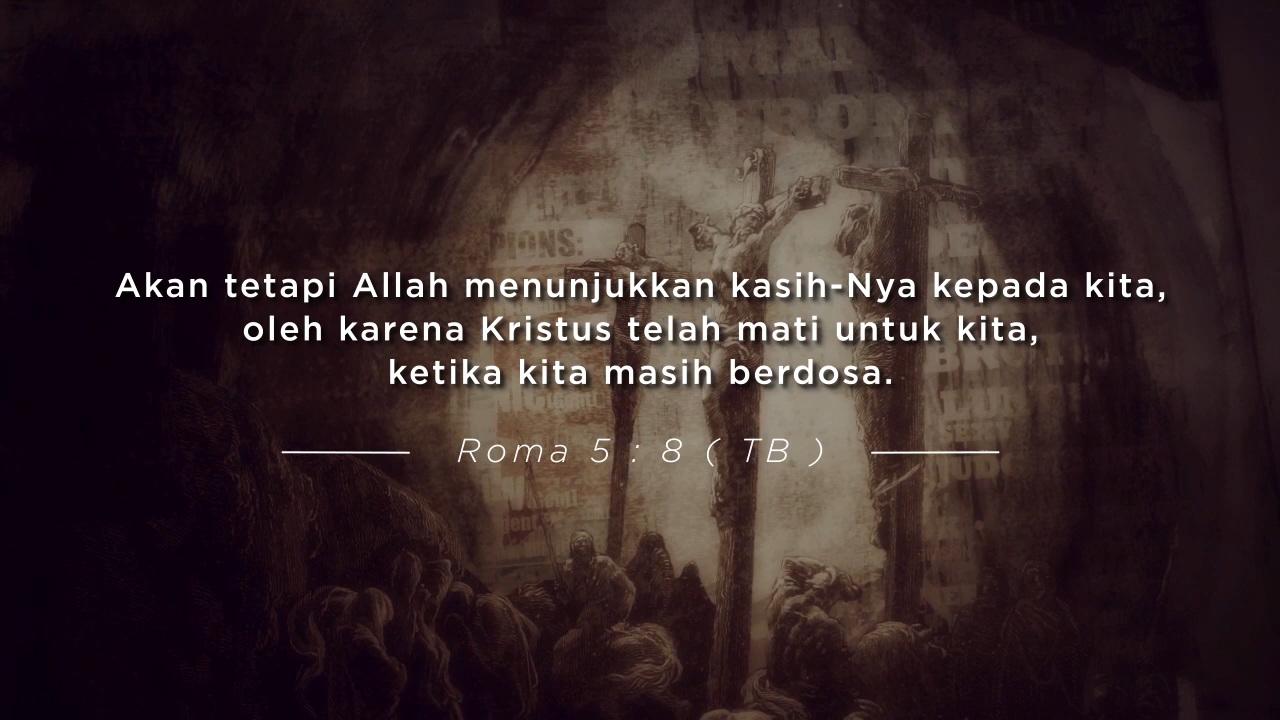 PIONS:
Akan tetapi Allah menunjukkan kasih-Nya kepada kita,
oleh karena Kristus telah mati untuk kita,
ketika kita masih berdosa.
Roma 5 : 8 ( TB )